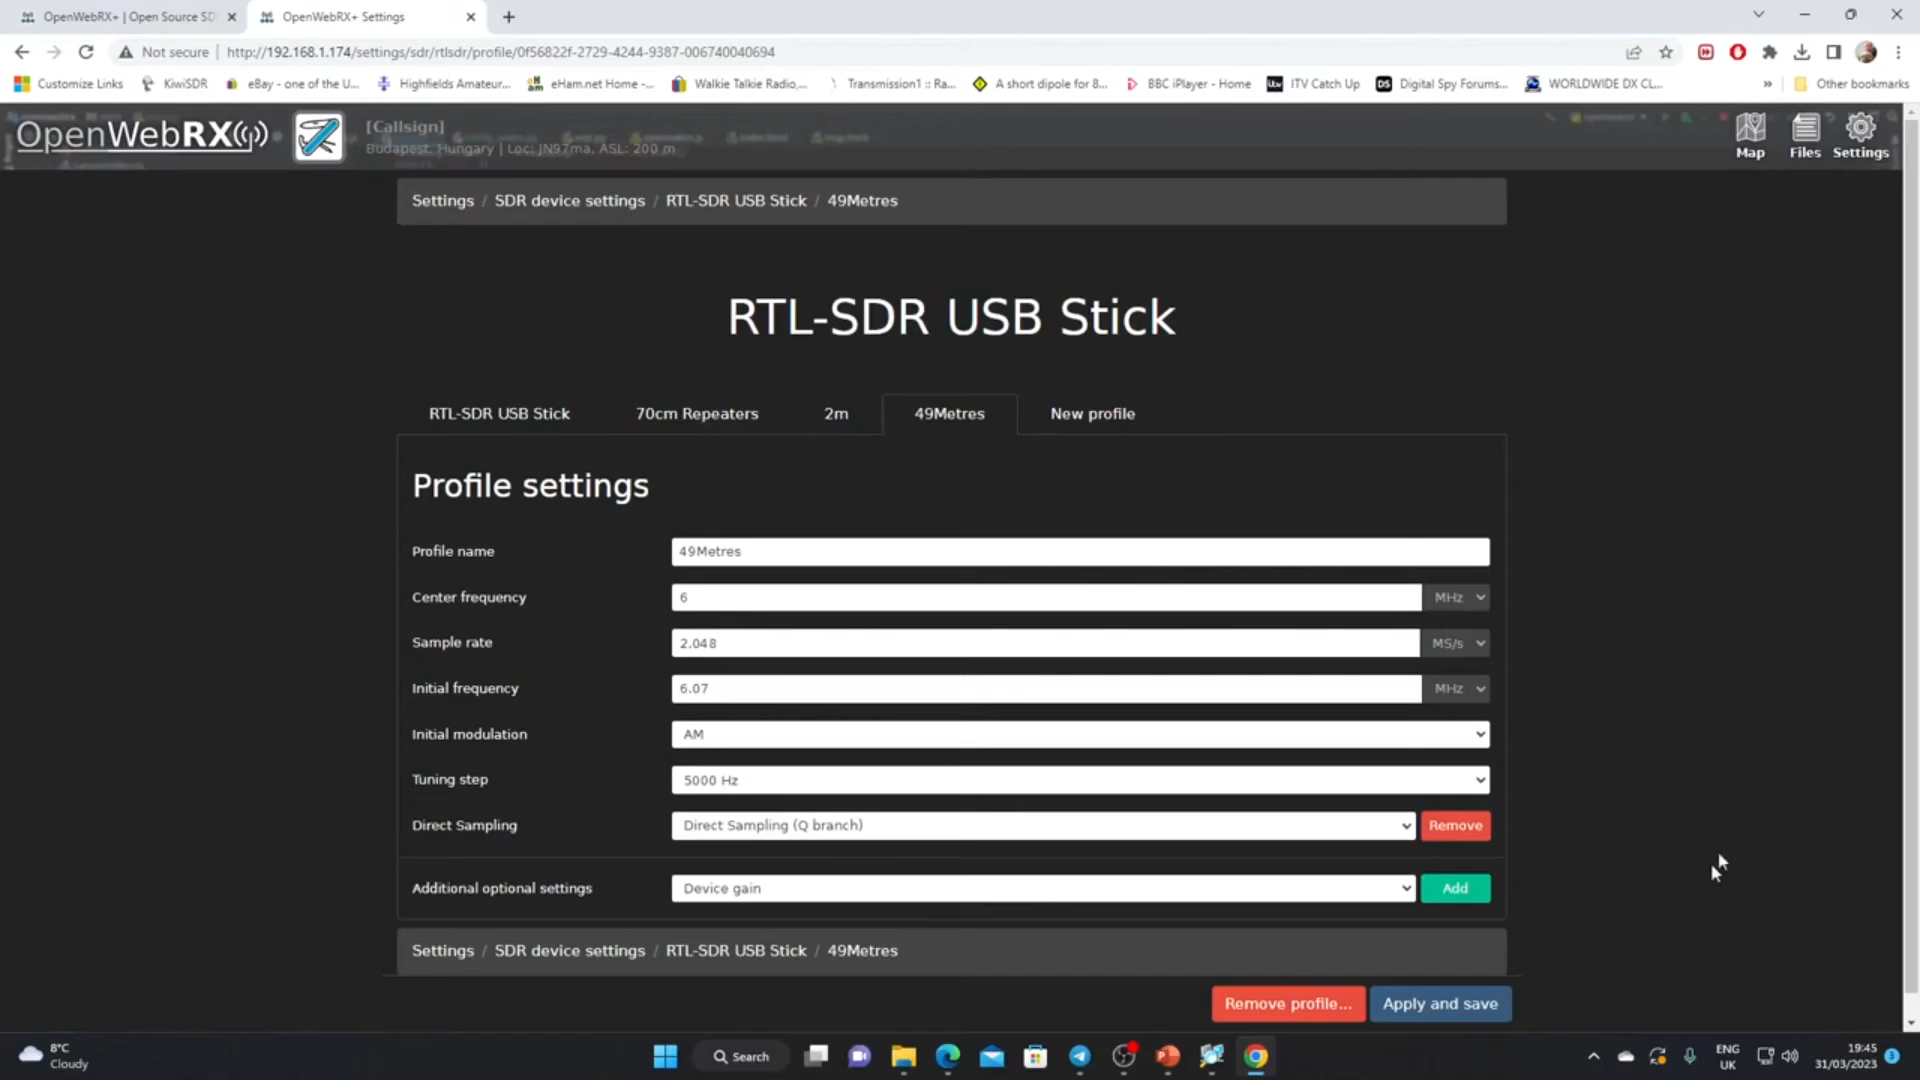 OpenWebRX+ | Open Source SD
OpenWebRX+ Settings
Not secure
http://192.168.1.174/settings/sdr/rtlsdr/profile/0f56822f-2729-4244-9387-006740040694
Customize Links
KiwiSDR
eBay - one of the U...
Highfields Amateur...
eHam.net Home -...
Walkie Talkie Radio,...
Transmission1 :: Ra...
A short dipole for 8...
BBC iPlayer - Home
ITV Catch Up
Digital Spy Forums...
WORLDWIDE DX CL...
»
Other bookmarks
OpenWebRX
[Callsign]
Budapest, Hungary | Loc: JN97ma, ASL: 200 m
Map
Files
Settings
Settings / SDR device settings / RTL-SDR USB Stick / 49Metres
RTL-SDR USB Stick
RTL-SDR USB Stick
70cm Repeaters
2m
49Metres
New profile
Profile settings
Profile name
49Metres
Center frequency
6
MHz
Sample rate
2.048
MS/s
Initial frequency
6.07
MHz
Initial modulation
AM
Tuning step
5000 Hz
Direct Sampling
Direct Sampling (Q branch)
Remove
Additional optional settings
Device gain
Add
Settings / SDR device settings / RTL-SDR USB Stick / 49Metres
Remove profile...
Apply and save
8°C
Cloudy
Search
ENG
UK
19:45
31/03/2023
3